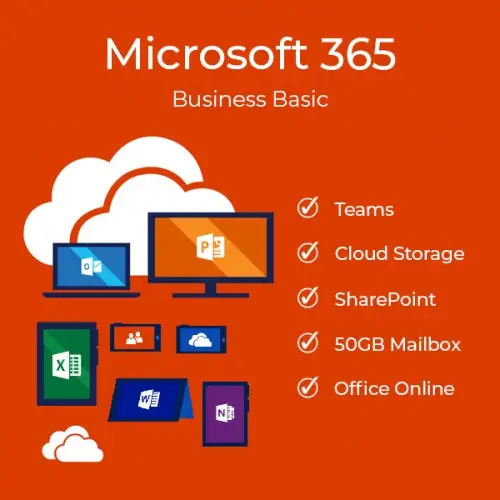 Microsoft 365
Business Basic
Teams
Cloud Storage
SharePoint
50GB Mailbox
Office Online
O
P
X
W
N